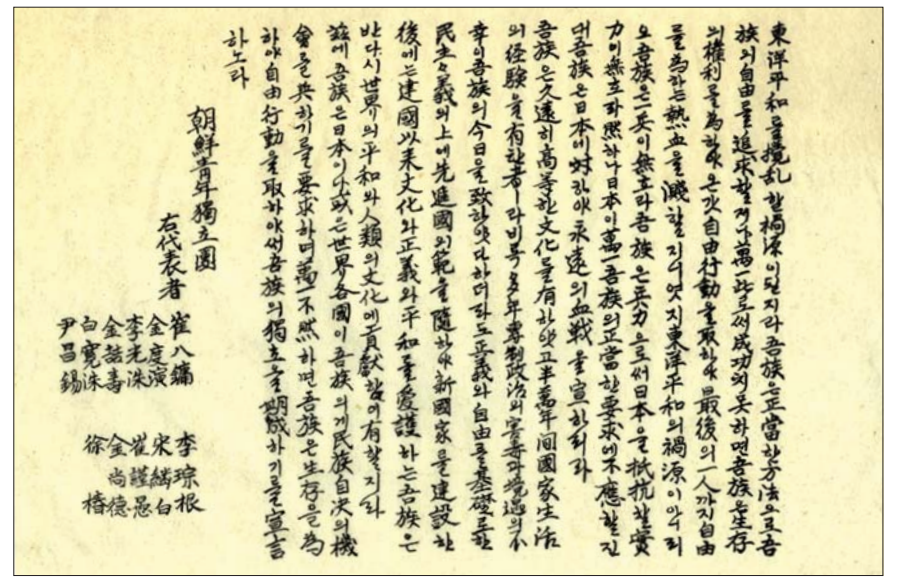 東洋平和를攪乱할禍源이될지라吾族은正當한方法으로吾
族의自由를追求할지나萬一此로써成功치못하면吾族은生存
의權利를爲하야온갓自由行動을取하야最後의一人까지自由
를爲하는熱血을濺할지니엇지東洋平和의禍源이아니리
오吾族은一兵이無호라吾族은兵力으로써日本을抵抗할實
力이無호라然하나日本이萬一吾族의正當한要求에不應할진
대吾族은日本에対하야永遠의血戰을宣하리라
吾族은久遠히高等한文化를有하얏고半萬年間國家生活
의経験을有한者ㅣ라비록多年專制政治의害毒과境遇의不
幸이吾族의今日을致하얏다하더라도正義와自由를基礎로한
民主々義의上에先進國의範을隨하야新國家를建設한
後에는建國以来文化와正義와平和를愛護하는吾族은
반다시世界의平和와人類의文化에貢獻함이有할지라
玆에吾族은日本이나或은世界各國이吾族의게民族自決의機
會를與하기를要求하며萬一不然하면吾族은生存을爲
하야自由行動을取하야써吾族의獨立을期成하기를宣言
하노라
朝鮮青年獨立團
右代表者
崔八鏞 李琮根
金度演 宋繼白
李光洙 崔謹愚
金喆壽 金尚德
白寬洙 徐椿
尹昌錫